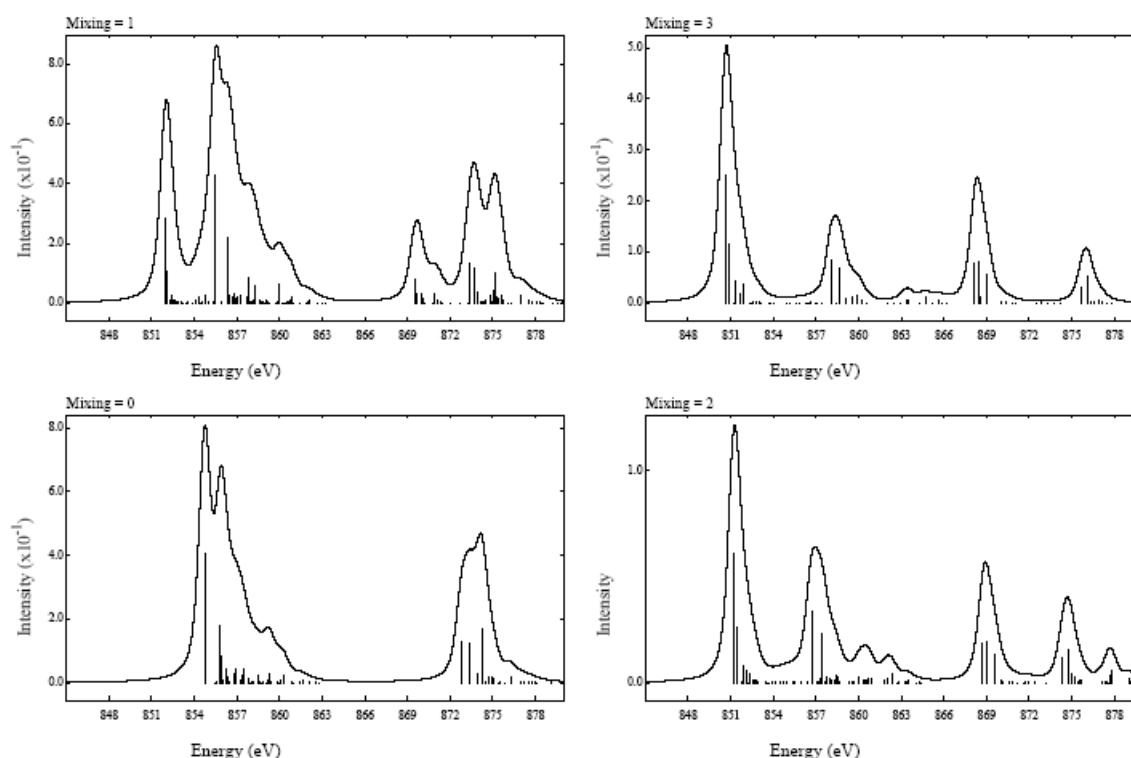 Mixing = 1
8.0
6.0
4.0
2.0
0.0
Intensity (x10⁻¹)
848 851 854 857 860 863 866 869 872 875 878
Energy (eV)
Mixing = 3
5.0
4.0
3.0
2.0
1.0
0.0
Intensity (x10⁻¹)
848 851 854 857 860 863 866 869 872 875 878
Energy (eV)
Mixing = 0
8.0
6.0
4.0
2.0
0.0
Intensity (x10⁻¹)
848 851 854 857 860 863 866 869 872 875 878
Energy (eV)
Mixing = 2
1.0
0.0
Intensity
848 851 854 857 860 863 866 869 872 875 878
Energy (eV)